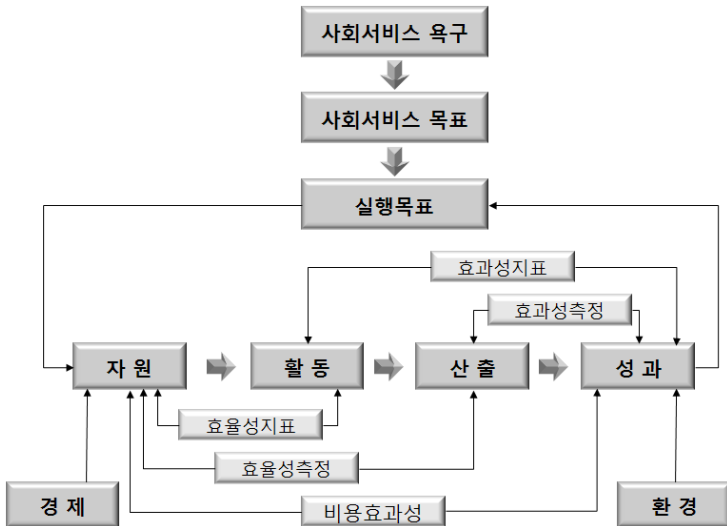 사회서비스 욕구
사회서비스 목표
실행목표
효과성지표
효과성측정
자 원
활 동
산 출
성 과
효율성지표
효율성측정
경 제
비용효과성
환 경